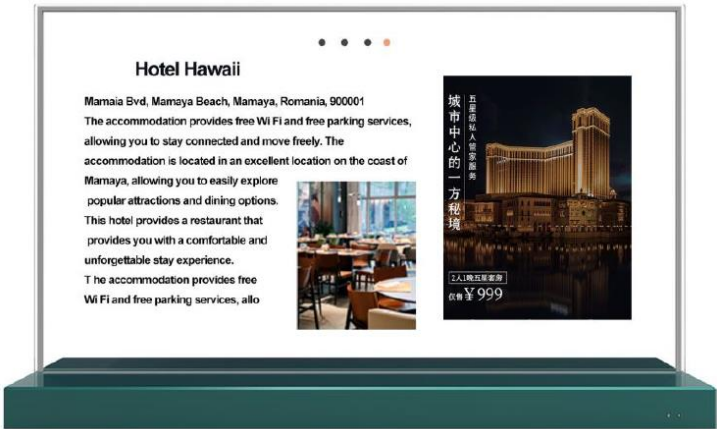 Hotel Hawaii
Mamaia Bvd, Mamaya Beach, Mamaya, Romania, 900001
The accommodation provides free Wi Fi and free parking services,
allowing you to stay connected and move freely. The
accommodation is located in an excellent location on the coast of
Mamaya, allowing you to easily explore
popular attractions and dining options.
This hotel provides a restaurant that
provides you with a comfortable and
unforgettable stay experience.
T he accommodation provides free
Wi Fi and free parking services, allo
城市中心的一方秘境
五星级私人管家服务
2人1晚五星客房
仅售 ¥999